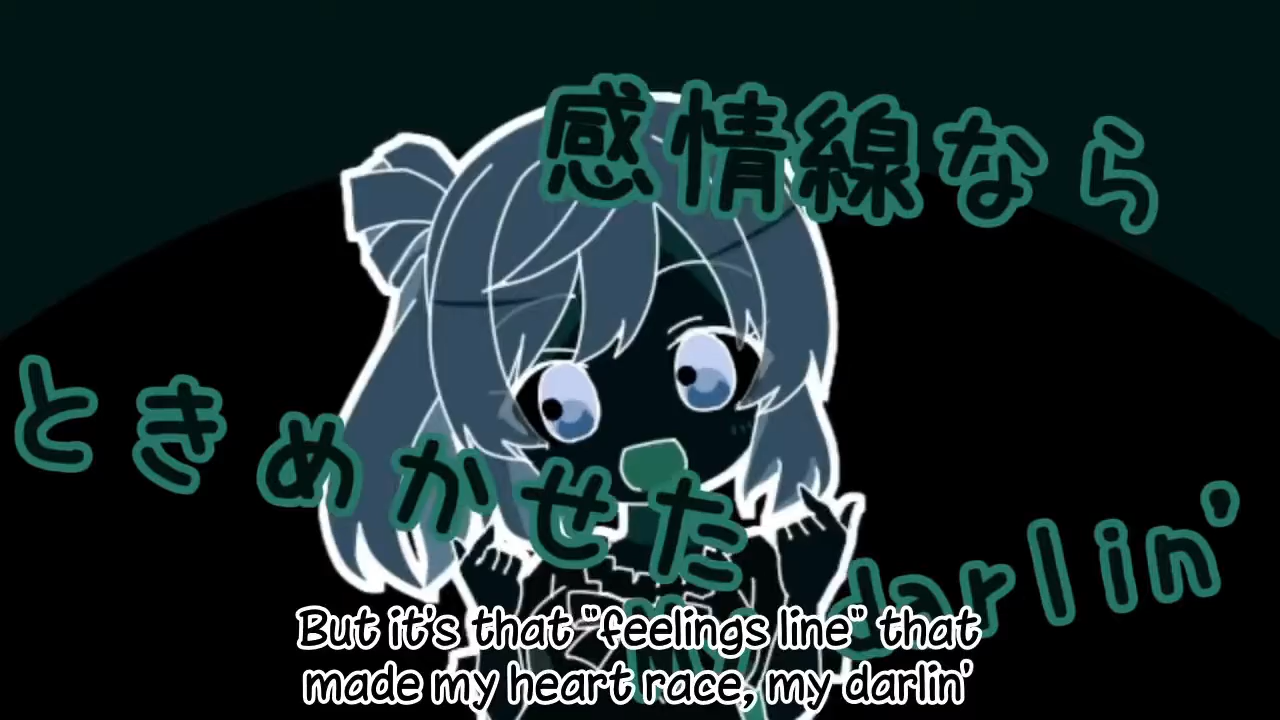 感情線なら
ときめかせた My darlin'
But it's that "feelings line" that
made my heart race, my darlin'